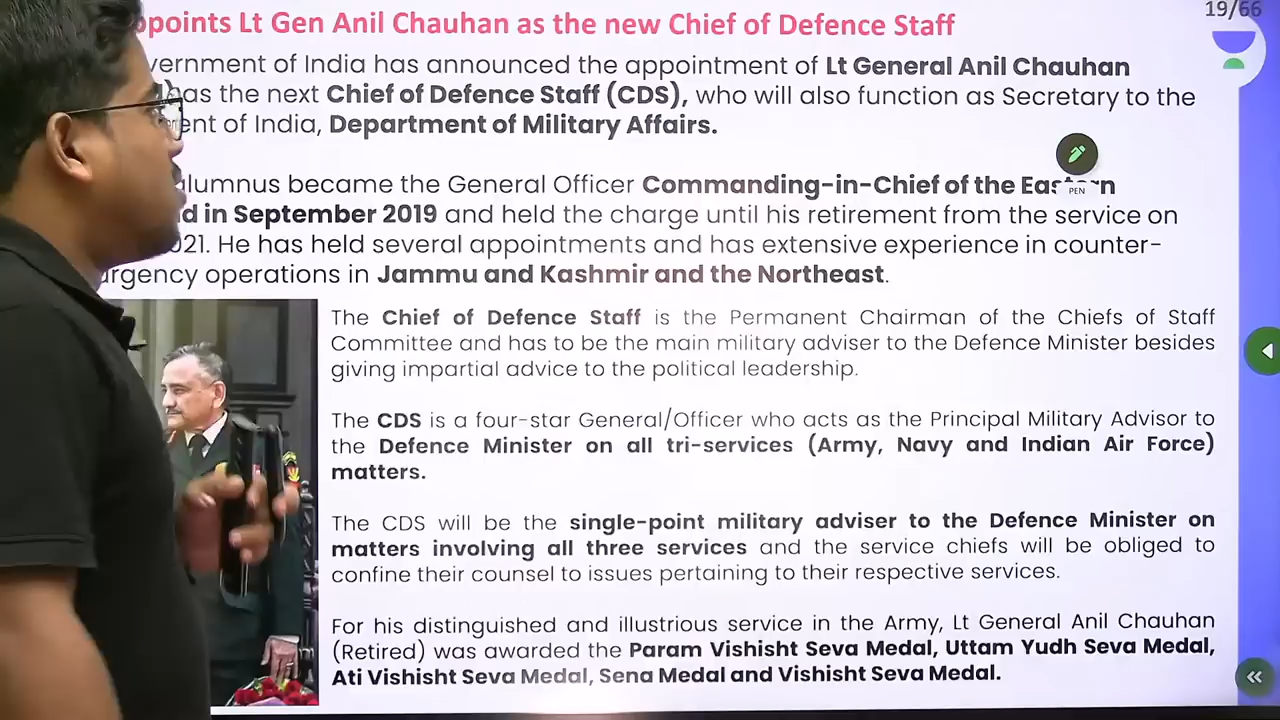 19/66
ppoints Lt Gen Anil Chauhan as the new Chief of Defence Staff
vernment of India has announced the appointment of Lt General Anil Chauhan
)as the next Chief of Defence Staff (CDS), who will also function as Secretary to the
ent of India, Department of Military Affairs.
PEN
alumnus became the General Officer Commanding-in-Chief of the Eastern
d in September 2019 and held the charge until his retirement from the service on
021. He has held several appointments and has extensive experience in counter-
urgency operations in Jammu and Kashmir and the Northeast.
The Chief of Defence Staff is the Permanent Chairman of the Chiefs of Staff
Committee and has to be the main military adviser to the Defence Minister besides
giving impartial advice to the political leadership.
The CDS is a four-star General/Officer who acts as the Principal Military Advisor to
the Defence Minister on all tri-services (Army, Navy and Indian Air Force)
matters.
The CDS will be the single-point military adviser to the Defence Minister on
matters involving all three services and the service chiefs will be obliged to
confine their counsel to issues pertaining to their respective services.
For his distinguished and illustrious service in the Army, Lt General Anil Chauhan
(Retired) was awarded the Param Vishisht Seva Medal, Uttam Yudh Seva Medal,
Ati Vishisht Seva Medal, Sena Medal and Vishisht Seva Medal.